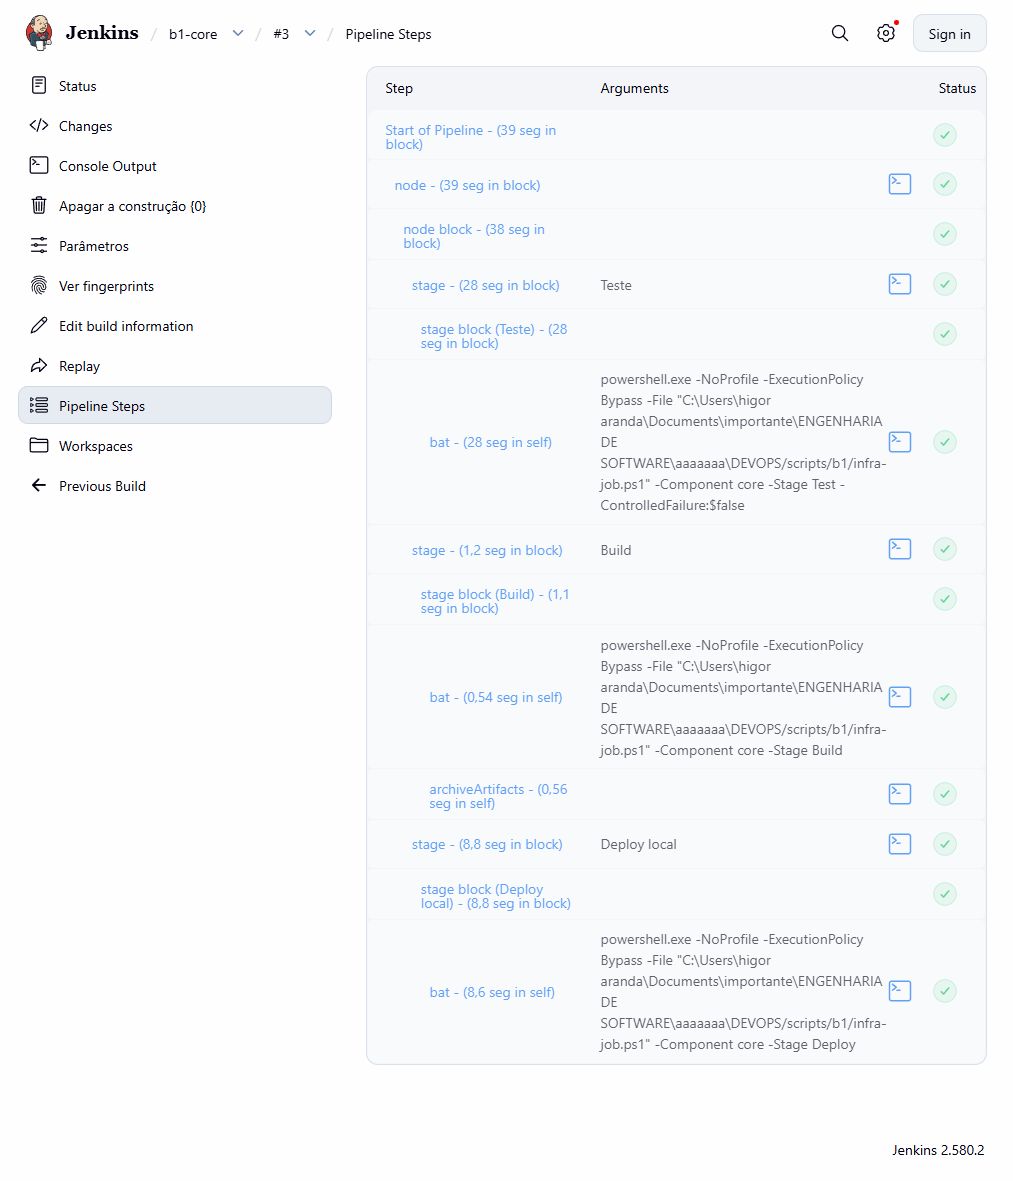 Jenkins / b1-core / #3 / Pipeline Steps
Sign in
Status
Changes
Console Output
Apagar a construção {0}
Parâmetros
Ver fingerprints
Edit build information
Replay
Pipeline Steps
Workspaces
Previous Build
Step Arguments Status
Start of Pipeline - (39 seg in
block)
node - (39 seg in block)
node block - (38 seg in
block)
stage - (28 seg in block) Teste
stage block (Teste) - (28
seg in block)
bat - (28 seg in self)
powershell.exe -NoProfile -ExecutionPolicy
Bypass -File "C:\Users\higor
aranda\Documents\importante\ENGENHARIA
DE
SOFTWARE\aaaaaaa\DEVOPS/scripts/b1/infra-
job.ps1" -Component core -Stage Test -
ControlledFailure:$false
stage - (1,2 seg in block) Build
stage block (Build) - (1,1
seg in block)
bat - (0,54 seg in self)
powershell.exe -NoProfile -ExecutionPolicy
Bypass -File "C:\Users\higor
aranda\Documents\importante\ENGENHARIA
DE
SOFTWARE\aaaaaaa\DEVOPS/scripts/b1/infra-
job.ps1" -Component core -Stage Build
archiveArtifacts - (0,56
seg in self)
stage - (8,8 seg in block) Deploy local
stage block (Deploy
local) - (8,8 seg in block)
bat - (8,6 seg in self)
powershell.exe -NoProfile -ExecutionPolicy
Bypass -File "C:\Users\higor
aranda\Documents\importante\ENGENHARIA
DE
SOFTWARE\aaaaaaa\DEVOPS/scripts/b1/infra-
job.ps1" -Component core -Stage Deploy
Jenkins 2.580.2